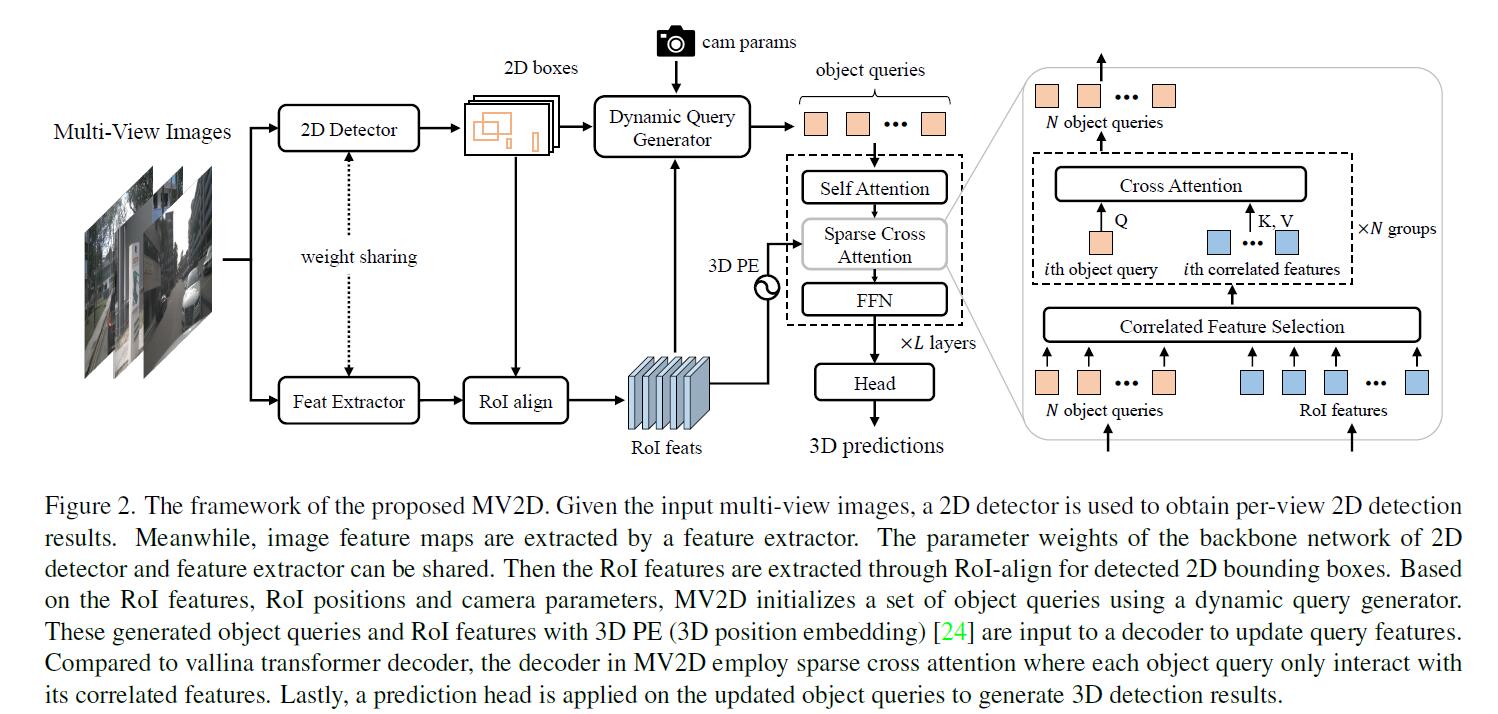 cam params
2D boxes
object queries
Multi-View Images
2D Detector
Dynamic Query
Generator
weight sharing
Feat Extractor
RoI align
RoI feats
3D PE
Self Attention
Sparse Cross
Attention
FFN
×L layers
Head
3D predictions
N object queries
Cross Attention
Q
K, V
×N groups
ith object query
ith correlated features
Correlated Feature Selection
N object queries
RoI features
Figure 2. The framework of the proposed MV2D. Given the input multi-view images, a 2D detector is used to obtain per-view 2D detection
results. Meanwhile, image feature maps are extracted by a feature extractor. The parameter weights of the backbone network of 2D
detector and feature extractor can be shared. Then the RoI features are extracted through RoI-align for detected 2D bounding boxes. Based
on the RoI features, RoI positions and camera parameters, MV2D initializes a set of object queries using a dynamic query generator.
These generated object queries and RoI features with 3D PE (3D position embedding) [24] are input to a decoder to update query features.
Compared to vallina transformer decoder, the decoder in MV2D employ sparse cross attention where each object query only interact with
its correlated features. Lastly, a prediction head is applied on the updated object queries to generate 3D detection results.